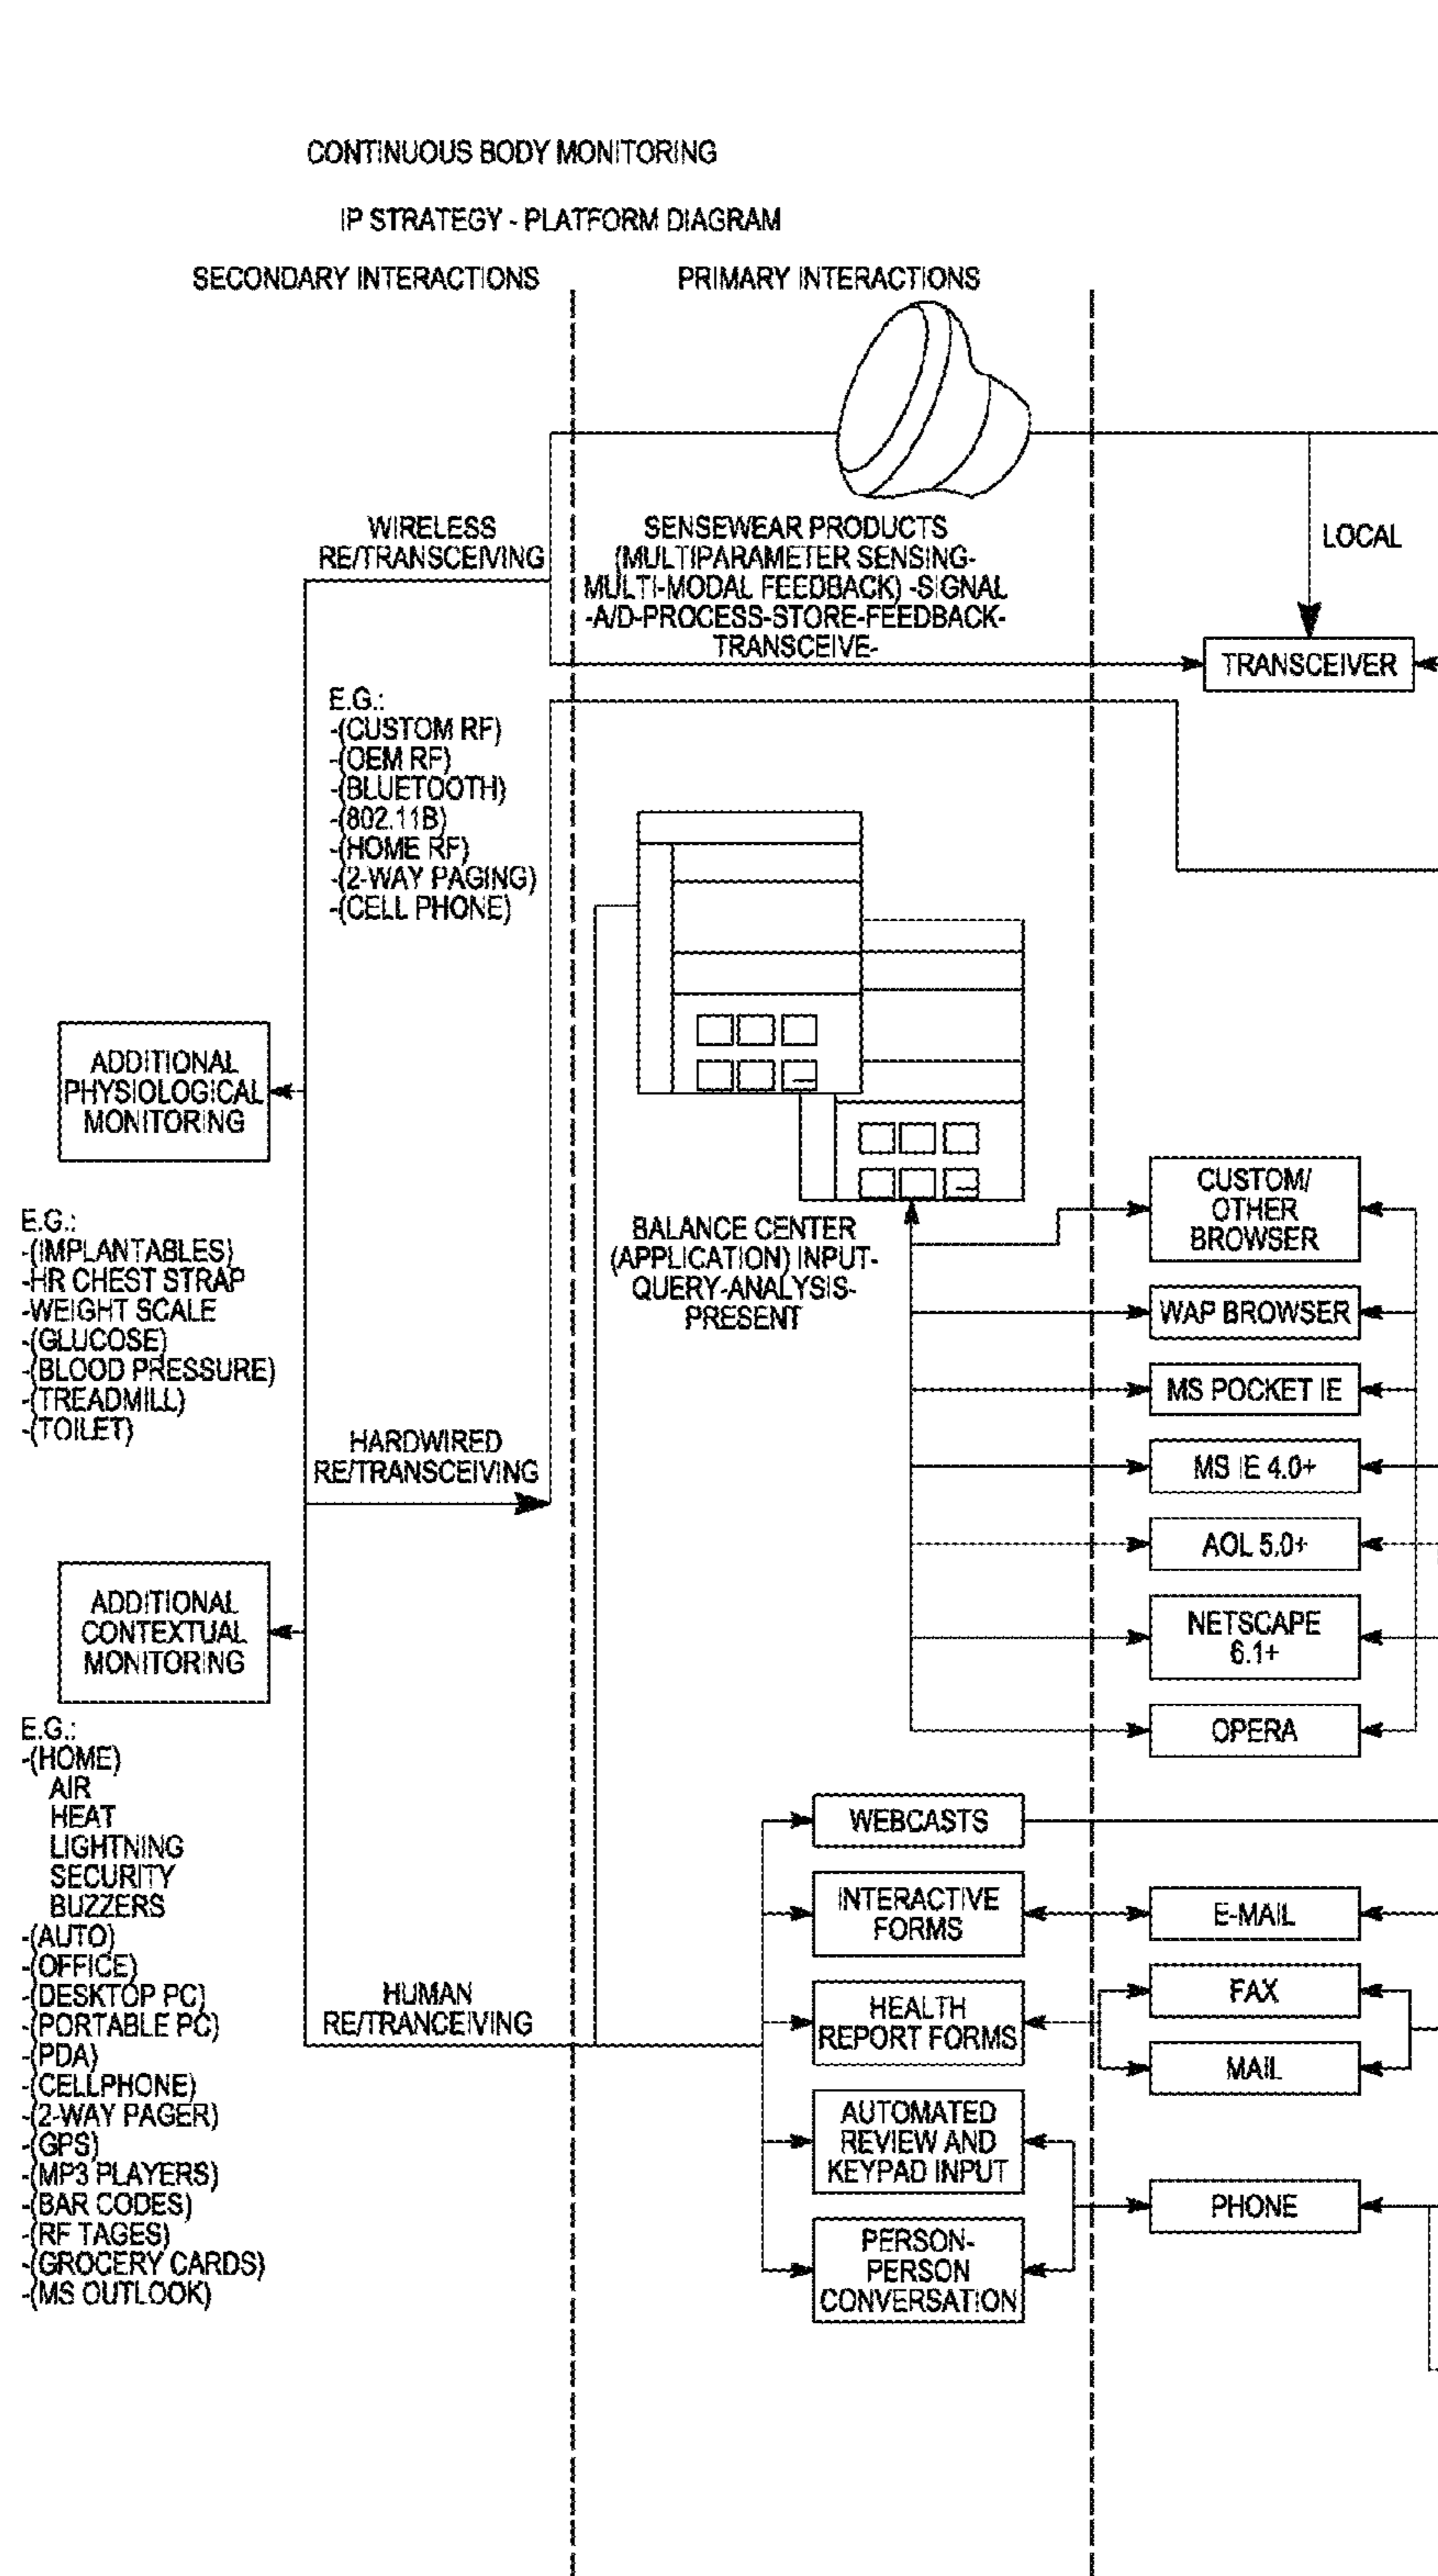 CONTINUOUS BODY MONITORING
IP STRATEGY - PLATFORM DIAGRAM
SECONDARY INTERACTIONS
PRIMARY INTERACTIONS
WIRELESS
RE/TRANSCEIVING
SENSEWEAR PRODUCTS
(MULTIPARAMETER SENSING-
MULTI-MODAL FEEDBACK) -SIGNAL
-A/D-PROCESS-STORE-FEEDBACK-
TRANSCEIVE-
LOCAL
TRANSCEIVER
E.G.:
-(CUSTOM RF)
-(OEM RF)
-(BLUETOOTH)
-(802.11B)
-(HOME RF)
-(2-WAY PAGING)
-(CELL PHONE)
ADDITIONAL
PHYSIOLOGICAL
MONITORING
E.G.:
-(IMPLANTABLES)
-HR CHEST STRAP
-WEIGHT SCALE
-(GLUCOSE)
-(BLOOD PRESSURE)
-(TREADMILL)
-(TOILET)
BALANCE CENTER
(APPLICATION) INPUT-
QUERY-ANALYSIS-
PRESENT
CUSTOM/
OTHER
BROWSER
WAP BROWSER
MS POCKET IE
MS IE 4.0+
AOL 5.0+
NETSCAPE
6.1+
OPERA
HARDWIRED
RE/TRANSCEIVING
ADDITIONAL
CONTEXTUAL
MONITORING
E.G.:
-(HOME)
AIR
HEAT
LIGHTNING
SECURITY
BUZZERS
-(AUTO)
-(OFFICE)
-(DESKTOP PC)
-(PORTABLE PC)
-(PDA)
-(CELLPHONE)
-(2-WAY PAGER)
-(GPS)
-(MP3 PLAYERS)
-(BAR CODES)
-(RF TAGES)
-(GROCERY CARDS)
-(MS OUTLOOK)
HUMAN
RE/TRANCEIVING
WEBCASTS
INTERACTIVE
FORMS
HEALTH
REPORT FORMS
AUTOMATED
REVIEW AND
KEYPAD INPUT
PERSON-
PERSON
CONVERSATION
E-MAIL
FAX
MAIL
PHONE